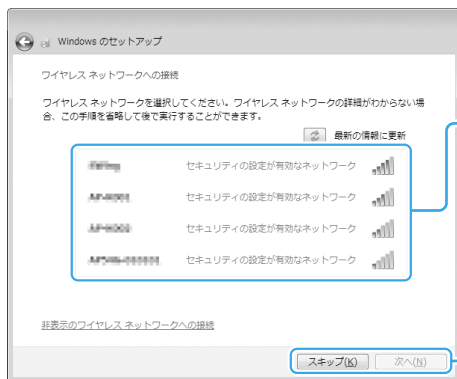 Windows のセットアップ
ワイヤレス ネットワークへの接続
ワイヤレス ネットワークを選択してください。ワイヤレス ネットワークの詳細がわからない場
合、この手順を省略して後で実行することができます。
最新の情報に更新
セキュリティの設定が有効なネットワーク
セキュリティの設定が有効なネットワーク
セキュリティの設定が有効なネットワーク
セキュリティの設定が有効なネットワーク
非表示のワイヤレス ネットワークへの接続
スキップ(K) 次へ(N)